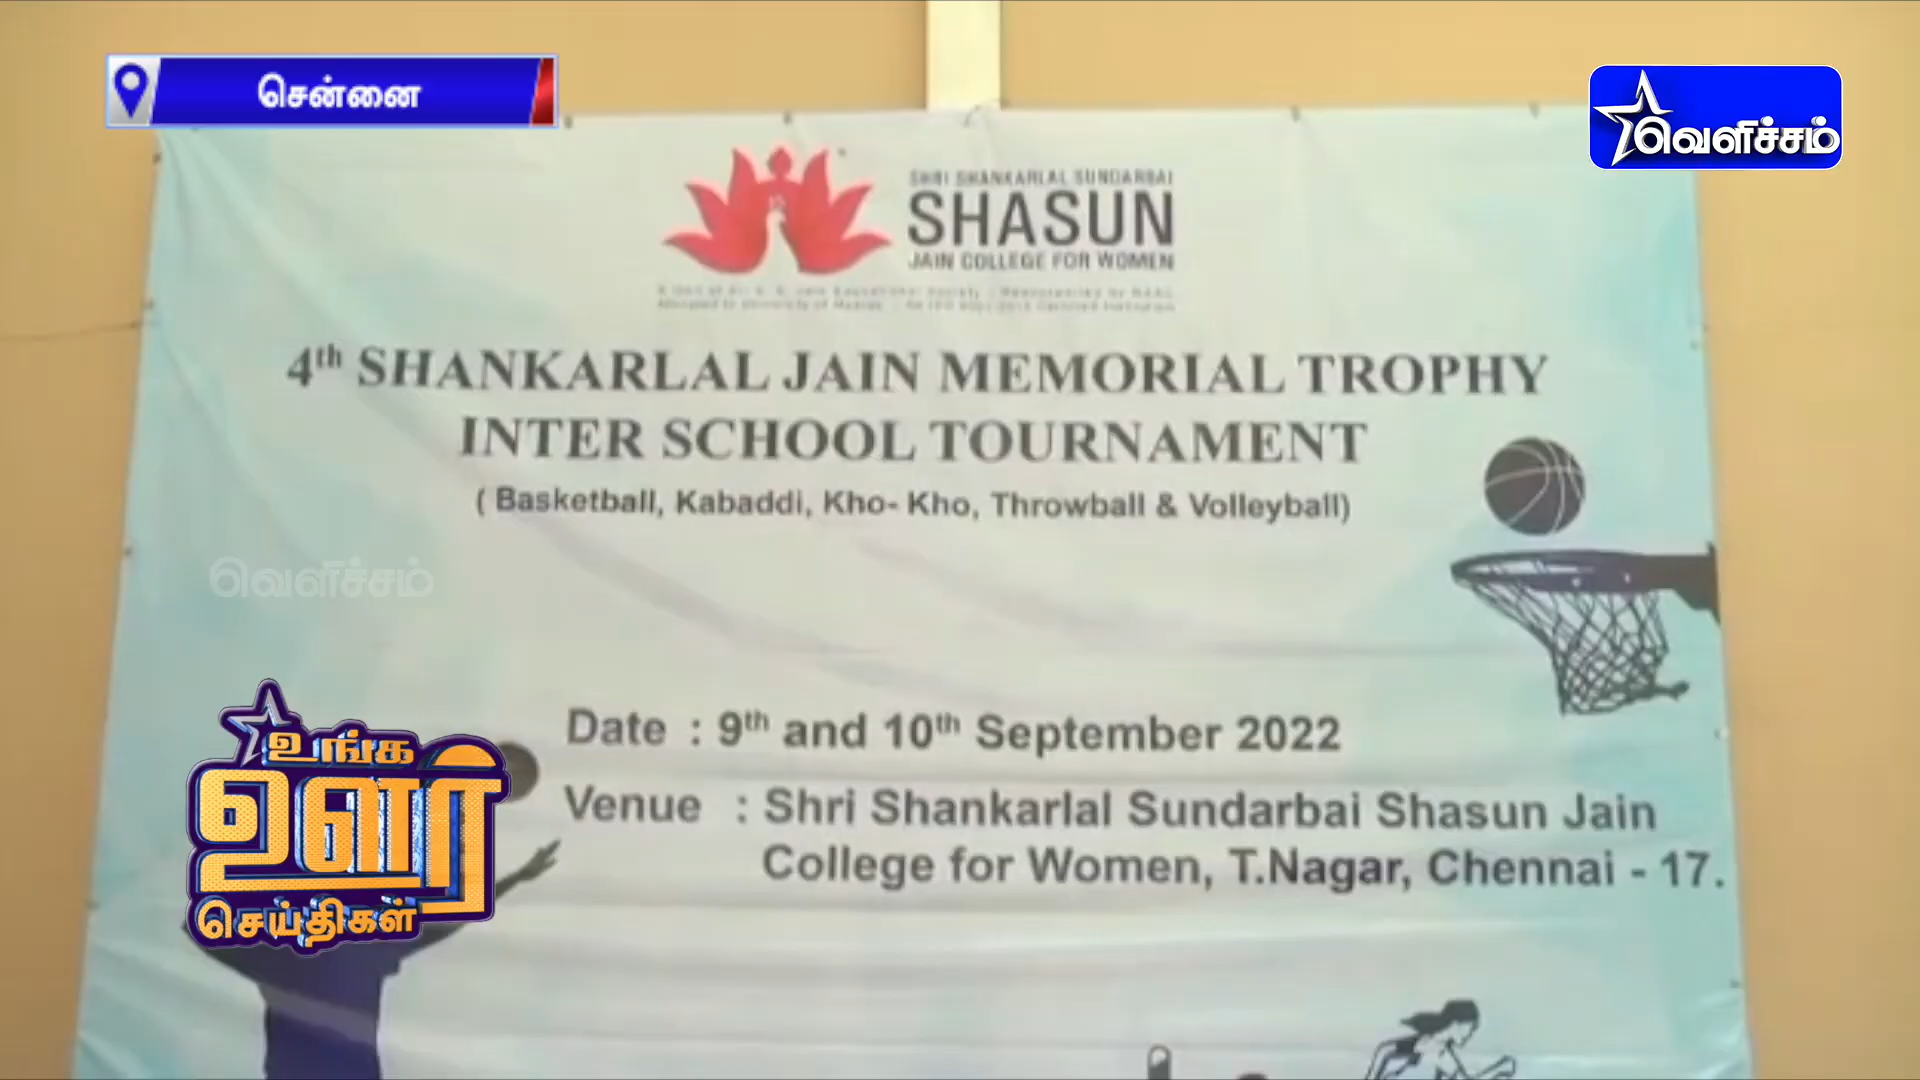 சென்னை
வெளிச்சம்
SHRI SHANKARLAL SUNDARBAI
SHASUN
JAIN COLLEGE FOR WOMEN
4th SHANKARLAL JAIN MEMORIAL TROPHY
INTER SCHOOL TOURNAMENT
( Basketball, Kabaddi, Kho- Kho, Throwball & Volleyball)
வெளிச்சம்
Date : 9th and 10th September 2022
Venue : Shri Shankarlal Sundarbai Shasun Jain
College for Women, T.Nagar, Chennai - 17.
உங்க
ஊர்
செய்திகள்